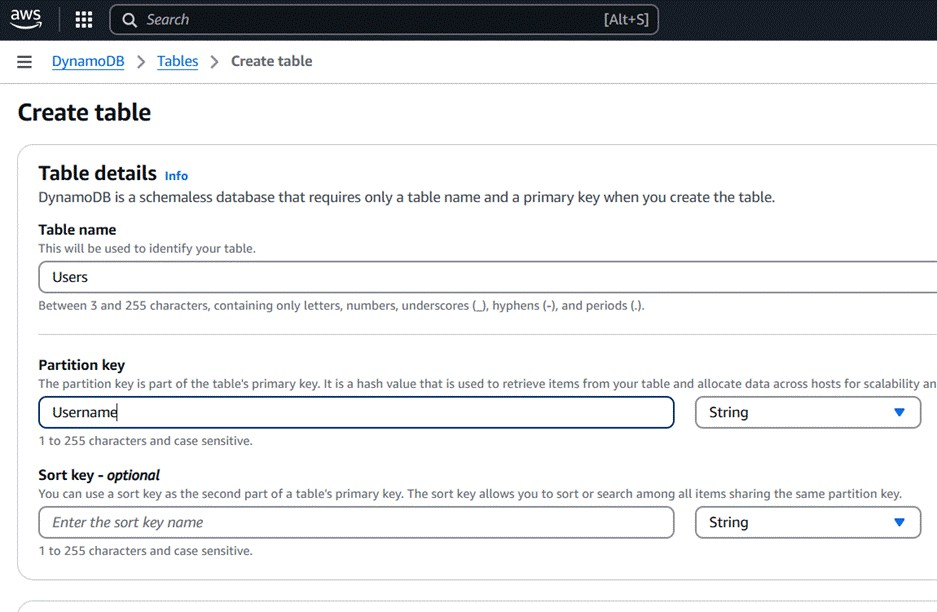 aws
Search [Alt+S]
DynamoDB > Tables > Create table
Create table
Table details Info
DynamoDB is a schemaless database that requires only a table name and a primary key when you create the table.
Table name
This will be used to identify your table.
Users
Between 3 and 255 characters, containing only letters, numbers, underscores (_), hyphens (-), and periods (.).
Partition key
The partition key is part of the table's primary key. It is a hash value that is used to retrieve items from your table and allocate data across hosts for scalability an
Username String
1 to 255 characters and case sensitive.
Sort key - optional
You can use a sort key as the second part of a table's primary key. The sort key allows you to sort or search among all items sharing the same partition key.
Enter the sort key name String
1 to 255 characters and case sensitive.